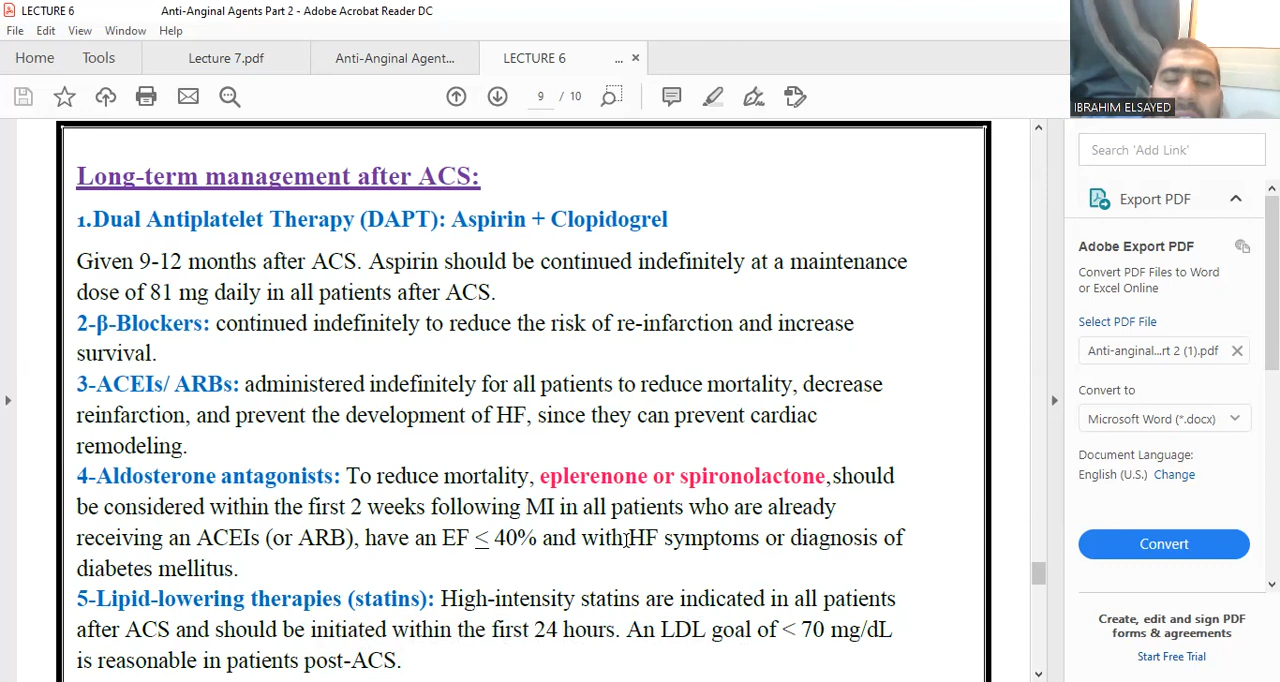 LECTURE 6 Anti-Anginal Agents Part 2 - Adobe Acrobat Reader DC
File Edit View Window Help
Home Tools Lecture 7.pdf Anti-Anginal Agent... LECTURE 6 ... ×
9 / 10
IBRAHIM ELSAYED
Long-term management after ACS:
1.Dual Antiplatelet Therapy (DAPT): Aspirin + Clopidogrel
Given 9-12 months after ACS. Aspirin should be continued indefinitely at a maintenance
dose of 81 mg daily in all patients after ACS.
2-β-Blockers: continued indefinitely to reduce the risk of re-infarction and increase
survival.
3-ACEIs/ ARBs: administered indefinitely for all patients to reduce mortality, decrease
reinfarction, and prevent the development of HF, since they can prevent cardiac
remodeling.
4-Aldosterone antagonists: To reduce mortality, eplerenone or spironolactone,should
be considered within the first 2 weeks following MI in all patients who are already
receiving an ACEIs (or ARB), have an EF < 40% and with HF symptoms or diagnosis of
diabetes mellitus.
5-Lipid-lowering therapies (statins): High-intensity statins are indicated in all patients
after ACS and should be initiated within the first 24 hours. An LDL goal of < 70 mg/dL
is reasonable in patients post-ACS.
Search 'Add Link'
Export PDF
Adobe Export PDF
Convert PDF Files to Word
or Excel Online
Select PDF File
Anti-anginal...rt 2 (1).pdf ×
Convert to
Microsoft Word (*.docx)
Document Language:
English (U.S.) Change
Convert
Create, edit and sign PDF
forms & agreements
Start Free Trial